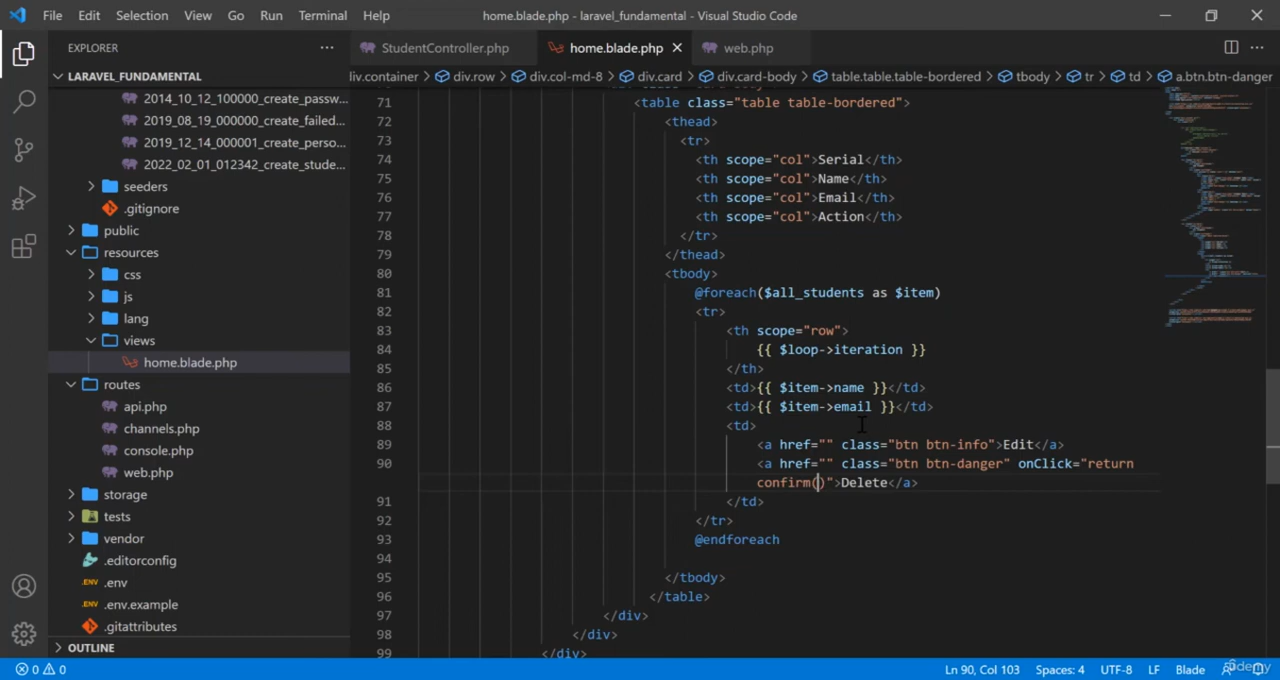 File Edit Selection View Go Run Terminal Help
home.blade.php - laravel_fundamental - Visual Studio Code
EXPLORER
StudentController.php
home.blade.php
web.php
LARAVEL_FUNDAMENTAL
div.container > div.row > div.col-md-8 > div.card > div.card-body > table.table.table-bordered > tbody > tr > td > a.btn.btn-danger
2014_10_12_100000_create_passw...
2019_08_19_000000_create_failed...
2019_12_14_000001_create_perso...
2022_02_01_012342_create_stude...
seeders
.gitignore
public
resources
css
js
lang
views
home.blade.php
routes
api.php
channels.php
console.php
web.php
storage
tests
vendor
.editorconfig
.env
.env.example
.gitattributes
OUTLINE
71 <table class="table table-bordered">
72 <thead>
73 <tr>
74 <th scope="col">Serial</th>
75 <th scope="col">Name</th>
76 <th scope="col">Email</th>
77 <th scope="col">Action</th>
78 </tr>
79 </thead>
80 <tbody>
81 @foreach($all_students as $item)
82 <tr>
83 <th scope="row">
84 {{ $loop->iteration }}
85 </th>
86 <td>{{ $item->name }}</td>
87 <td>{{ $item->email }}</td>
88 <td>
89 <a href="" class="btn btn-info">Edit</a>
90 <a href="" class="btn btn-danger" onClick="return
confirm()">Delete</a>
91 </td>
92 </tr>
93 @endforeach
94
95 </tbody>
96 </table>
97 </div>
98 </div>
99 </div>
0 0
Ln 90, Col 103 Spaces: 4 UTF-8 LF Blade
ûdemy